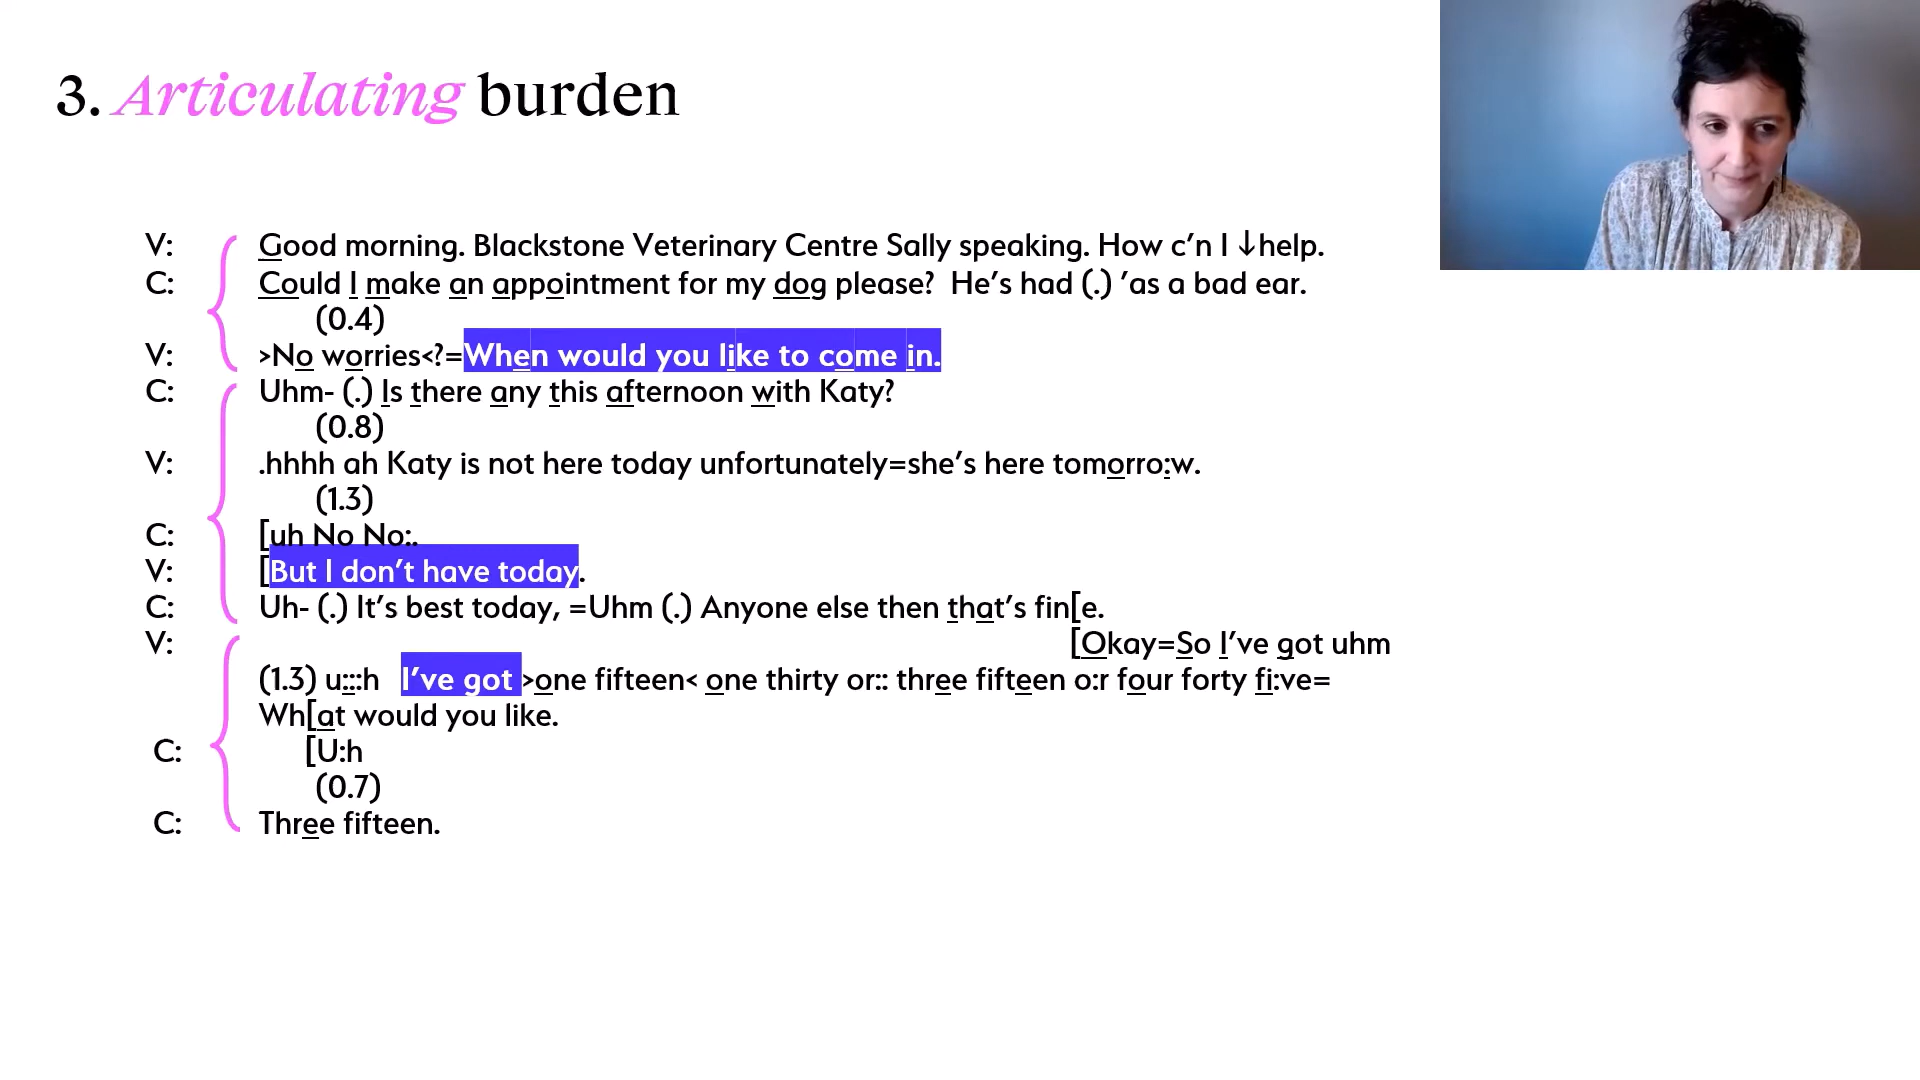 3. Articulating burden
V: Good morning. Blackstone Veterinary Centre Sally speaking. How c’n I ↓help.
C: Could I make an appointment for my dog please? He’s had (.) ’as a bad ear.
(0.4)
V: >No worries<?=When would you like to come in.
C: Uhm- (.) Is there any this afternoon with Katy?
(0.8)
V: .hhhh ah Katy is not here today unfortunately=she’s here tomorro:w.
(1.3)
C: [uh No No:.
V: [But I don’t have today.
C: Uh- (.) It’s best today, =Uhm (.) Anyone else then that’s fin[e.
V: [Okay=So I’ve got uhm
(1.3) u:::h I’ve got >one fifteen< one thirty or:: three fifteen o:r four forty fi:ve=
Wh[at would you like.
C: [U:h
(0.7)
C: Three fifteen.